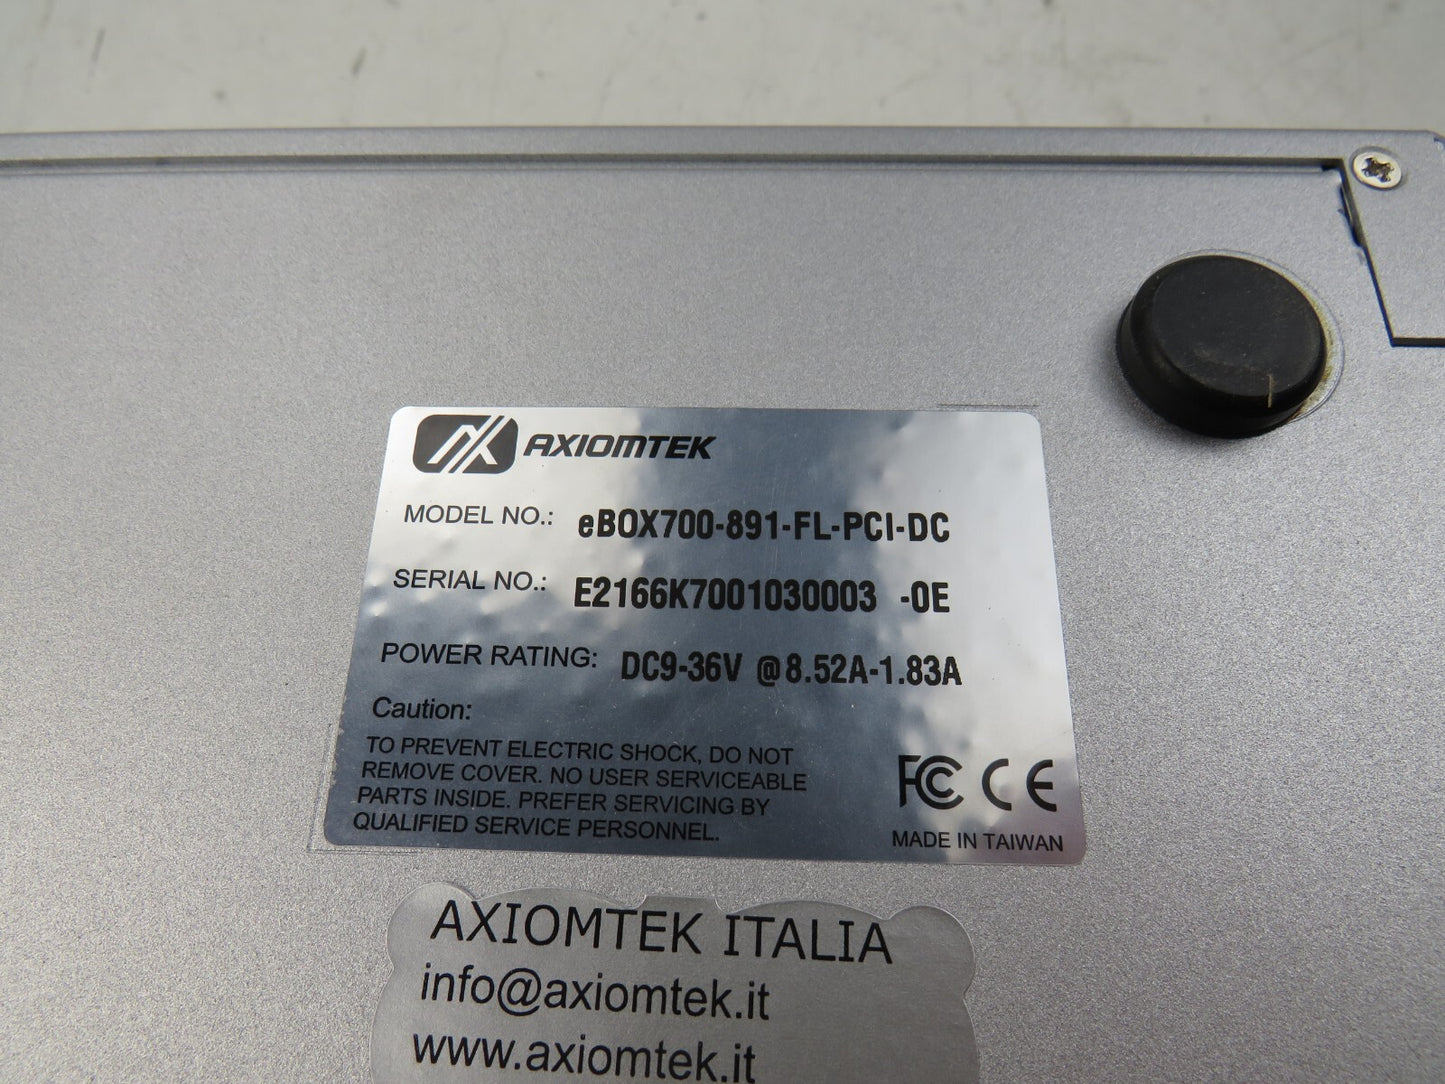 AXIOMTEK
MODEL NO.: eBOX700-891-FL-PCI-DC
SERIAL NO.: E2166K7001030003 -0E
POWER RATING: DC9-36V @8.52A-1.83A
Caution:
TO PREVENT ELECTRIC SHOCK, DO NOT
REMOVE COVER. NO USER SERVICEABLE
PARTS INSIDE. PREFER SERVICING BY
QUALIFIED SERVICE PERSONNEL.
FC CE
MADE IN TAIWAN
AXIOMTEK ITALIA
info@axiomtek.it
www.axiomtek.it